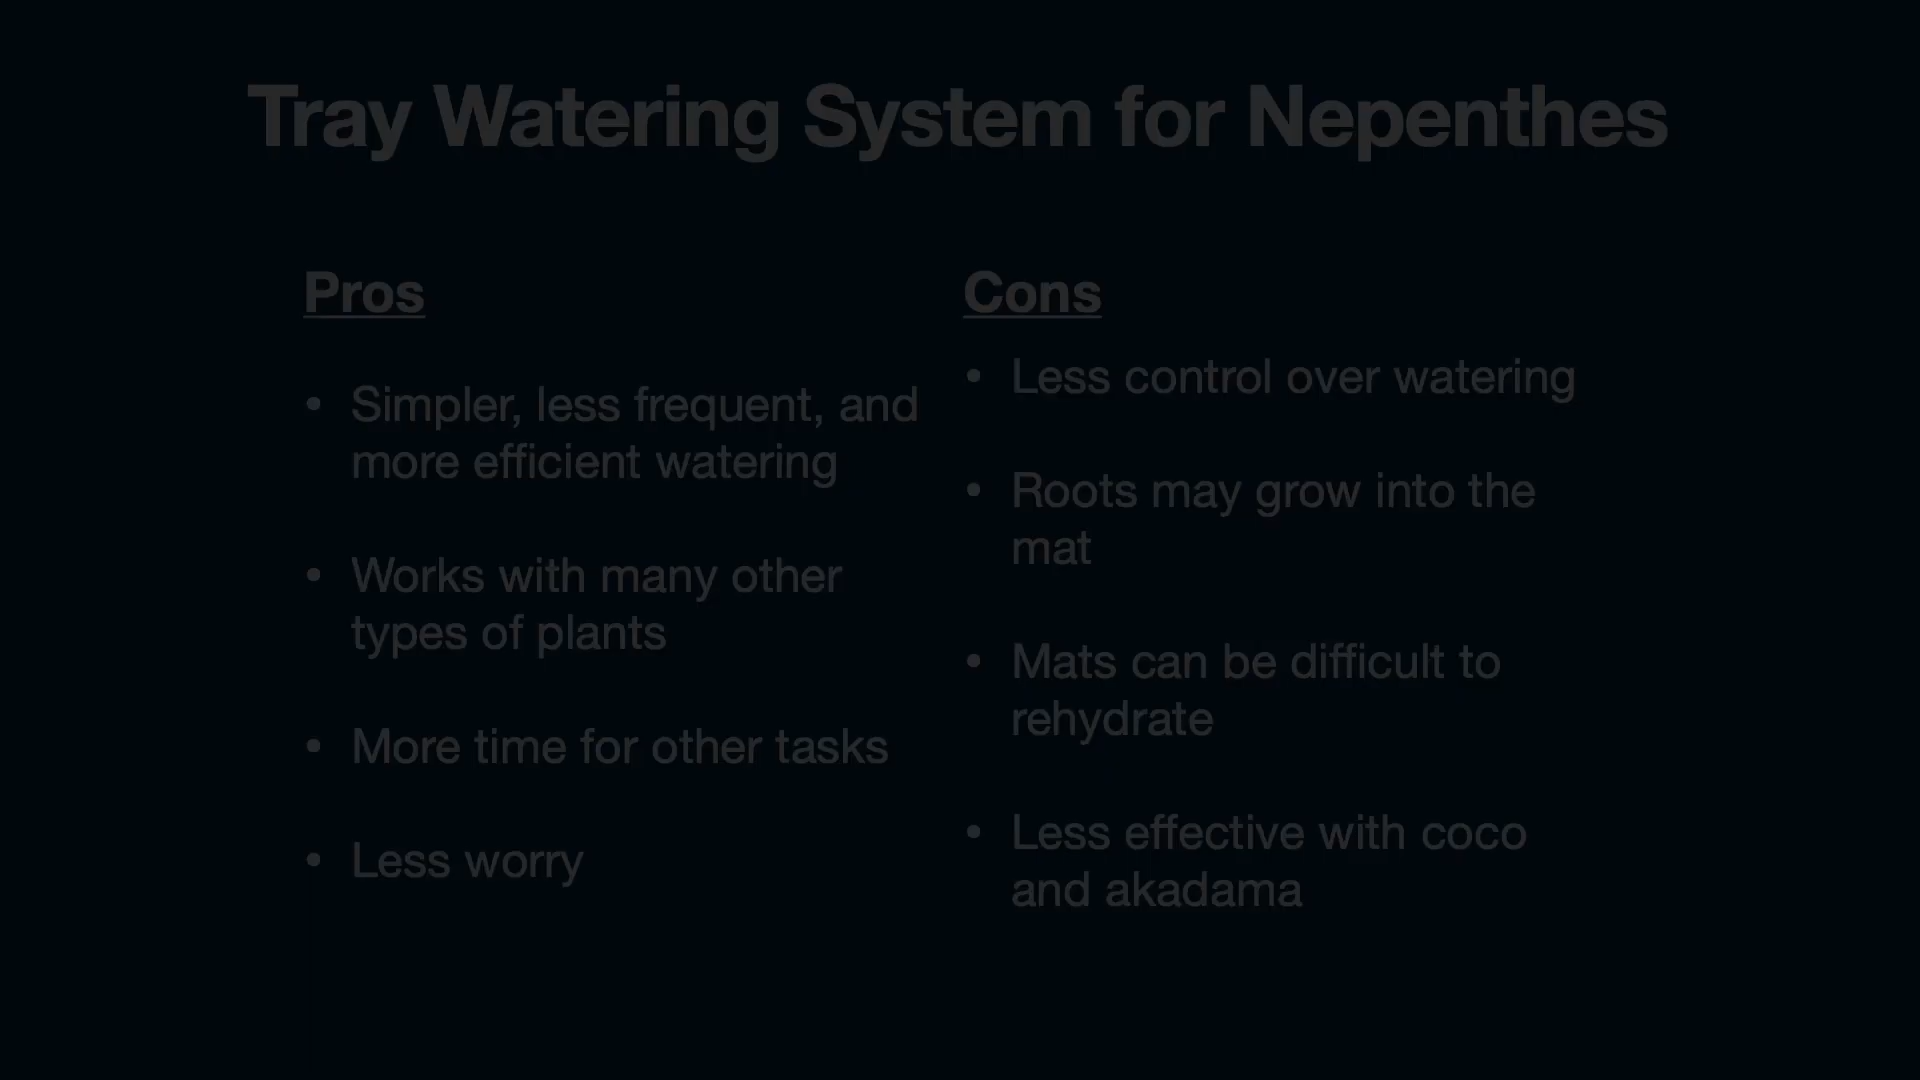 Tray Watering System for Nepenthes
Pros
• Simpler, less frequent, and
more efficient watering
• Works with many other
types of plants
• More time for other tasks
• Less worry
Cons
• Less control over watering
• Roots may grow into the
mat
• Mats can be difficult to
rehydrate
• Less effective with coco
and akadama